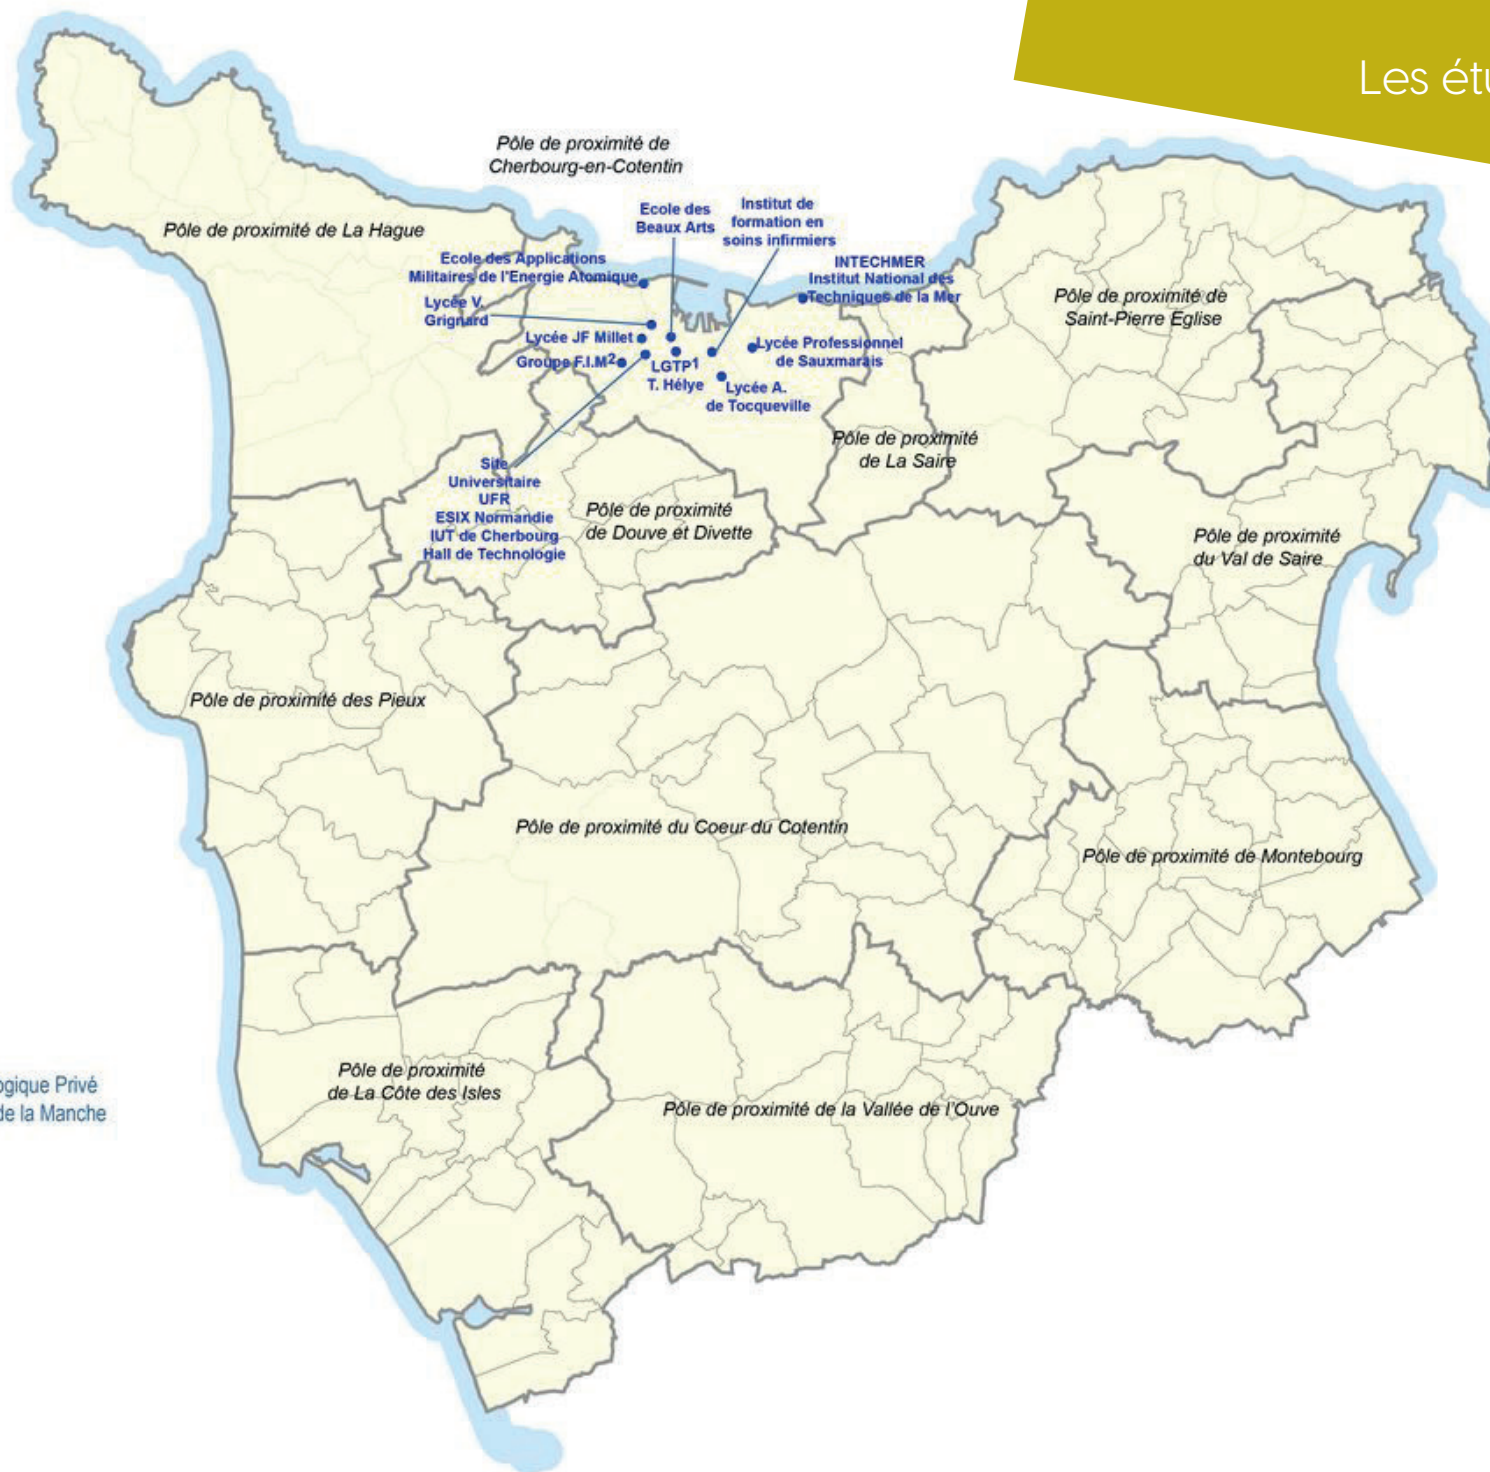 Les étu
Pôle de proximité de
Cherbourg-en-Cotentin
Pôle de proximité de La Hague
Ecole des
Beaux Arts
Institut de
formation en
soins infirmiers
Ecole des Applications
Militaires de l'Energie Atomique
INTECHMER
Institut National des
Techniques de la Mer
Lycée V.
Grignard
Lycée JF Millet
Groupe F.I.M2
LGTP1
T. Hélye
Lycée Professionnel
de Sauxmarais
Lycée A.
de Tocqueville
Pôle de proximité de
Saint-Pierre Eglise
Pôle de proximité
de La Saire
Site
Universitaire
UFR
ESIX Normandie
IUT de Cherbourg
Hall de Technologie
Pôle de proximité
de Douve et Divette
Pôle de proximité
du Val de Saire
Pôle de proximité des Pieux
Pôle de proximité du Coeur du Cotentin
Pôle de proximité de Montebourg
Pôle de proximité
de La Côte des Isles
Pôle de proximité de la Vallée de l'Ouve
ogique Privé
de la Manche